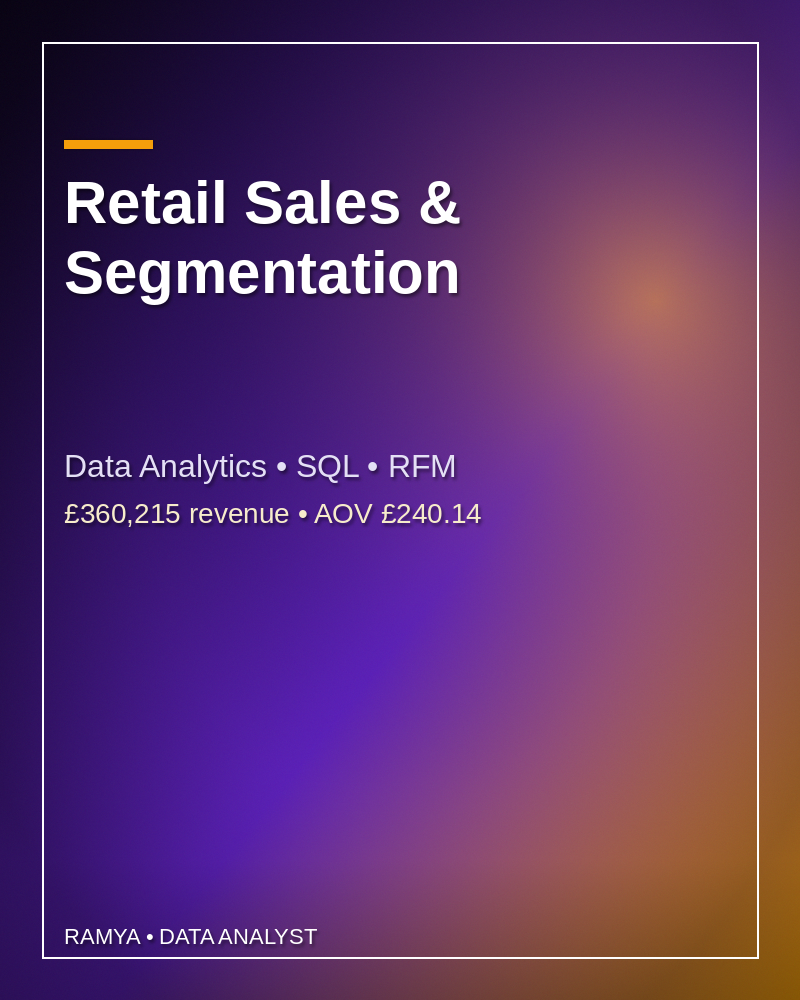 Retail Sales &
Segmentation
Data Analytics • SQL • RFM
£360,215 revenue • AOV £240.14
RAMYA • DATA ANALYST